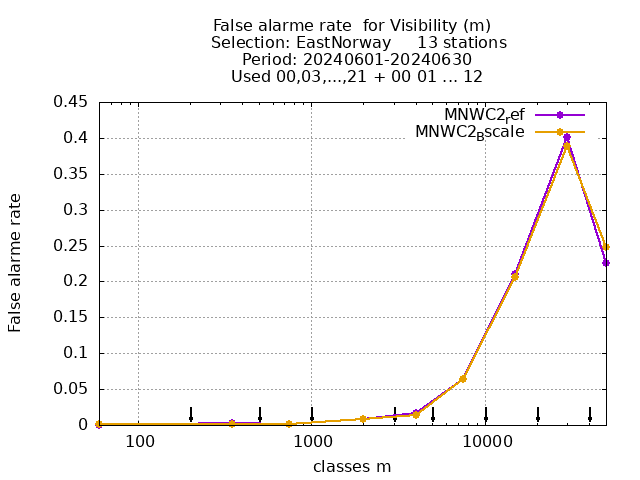 False alarme rate  for Visibility (m)
Selection: EastNorway     13 stations
Period: 20240601-20240630
Used 00,03,...,21 + 00 01 ... 12
MNWC2ref
MNWC2Bscale
0.45
0.4
0.35
0.3
0.25
0.2
0.15
0.1
0.05
0
False alarme rate
100
1000
10000
classes m